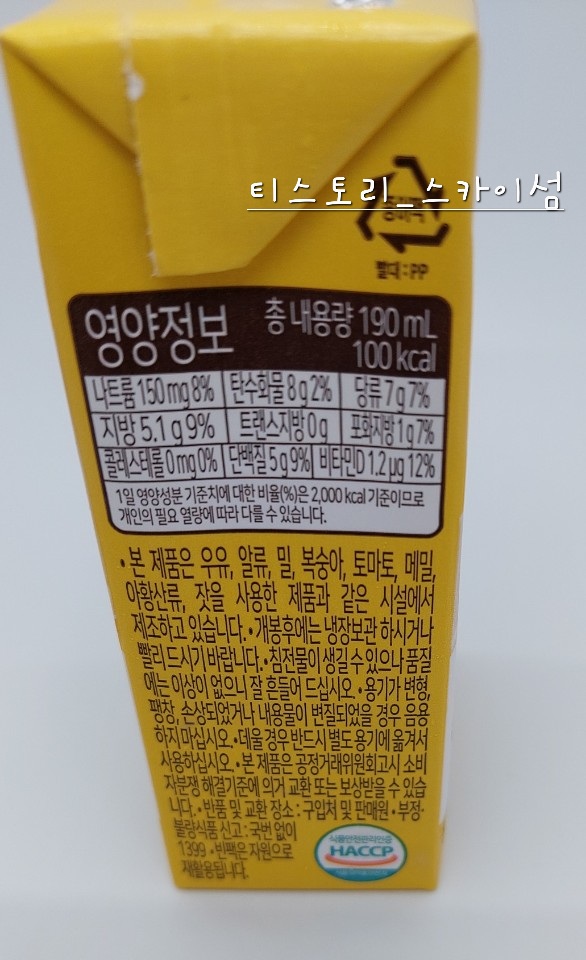 티스토리_스카이섬
종이팩
빨대:PP
영양정보
총 내용량 190 mL
100 kcal
나트륨 150 mg 8% 탄수화물 8 g 2% 당류 7 g 7%
지방 5.1 g 9% 트랜스지방 0 g 포화지방 1 g 7%
콜레스테롤 0 mg 0% 단백질 5 g 9% 비타민D 1.2 µg 12%
1일 영양성분 기준치에 대한 비율(%)은 2,000 kcal 기준이므로
개인의 필요 열량에 따라 다를 수 있습니다.
•본 제품은 우유, 알류, 밀, 복숭아, 토마토, 메밀,
아황산류, 잣을 사용한 제품과 같은 시설에서
제조하고 있습니다.•개봉후에는 냉장보관 하시거나
빨리 드시기 바랍니다.•침전물이 생길 수 있으나 품질
에는 이상이 없으니 잘 흔들어 드십시오.•용기가 변형,
팽창, 손상되었거나 내용물이 변질되었을 경우 음용
하지 마십시오.•데울 경우 반드시 별도 용기에 옮겨서
사용하십시오.•본 제품은 공정거래위원회고시 소비
자분쟁 해결기준에 의거 교환 또는 보상받을 수 있습
니다.•반품 및 교환 장소:구입처 및 판매원•부정·
불량식품 신고:국번 없이
1399•빈팩은 자원으로
재활용됩니다.
식품안전관리인증
HACCP